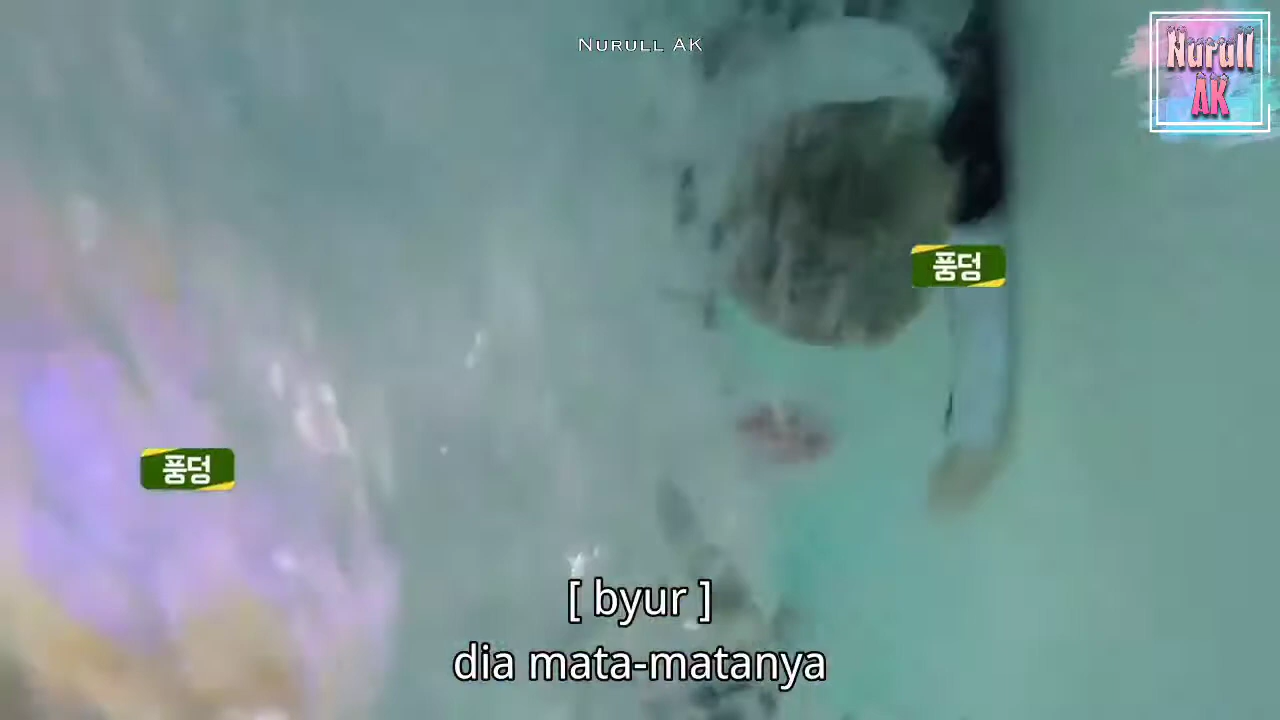 Nurull AK
Nurull
AK
풍덩
풍덩
[ byur ]
dia mata-matanya